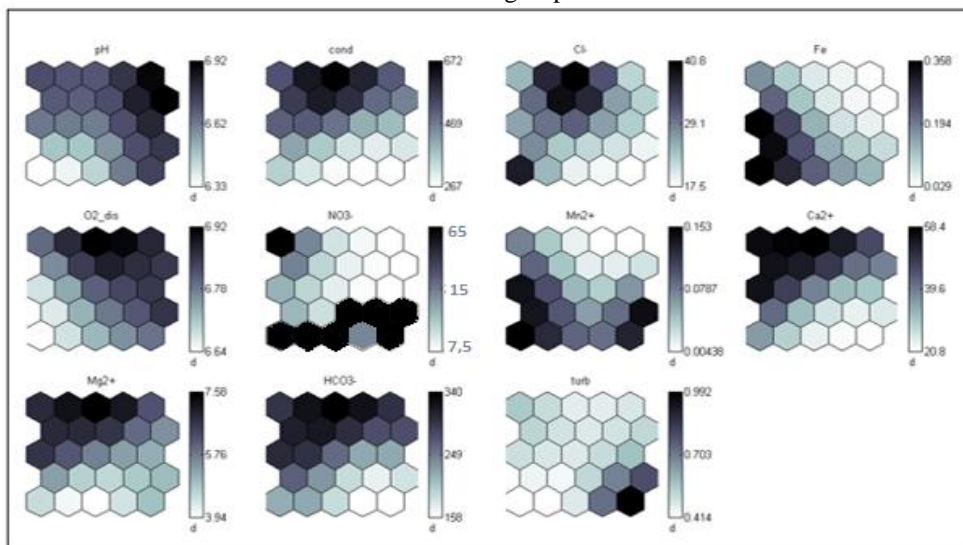 pH
6.92
6.62
6.33
d
cond
672
469
267
d
Cl-
40.8
29.1
17.5
d
Fe
0.358
0.194
0.029
d
O2_dis
6.92
6.78
6.64
d
NO3-
65
15
7,5
d
Mn2+
0.153
0.0787
0.00438
d
Ca2+
58.4
39.6
20.8
d
Mg2+
7.58
5.76
3.94
d
HCO3-
340
249
158
d
turb
0.992
0.703
0.414
d